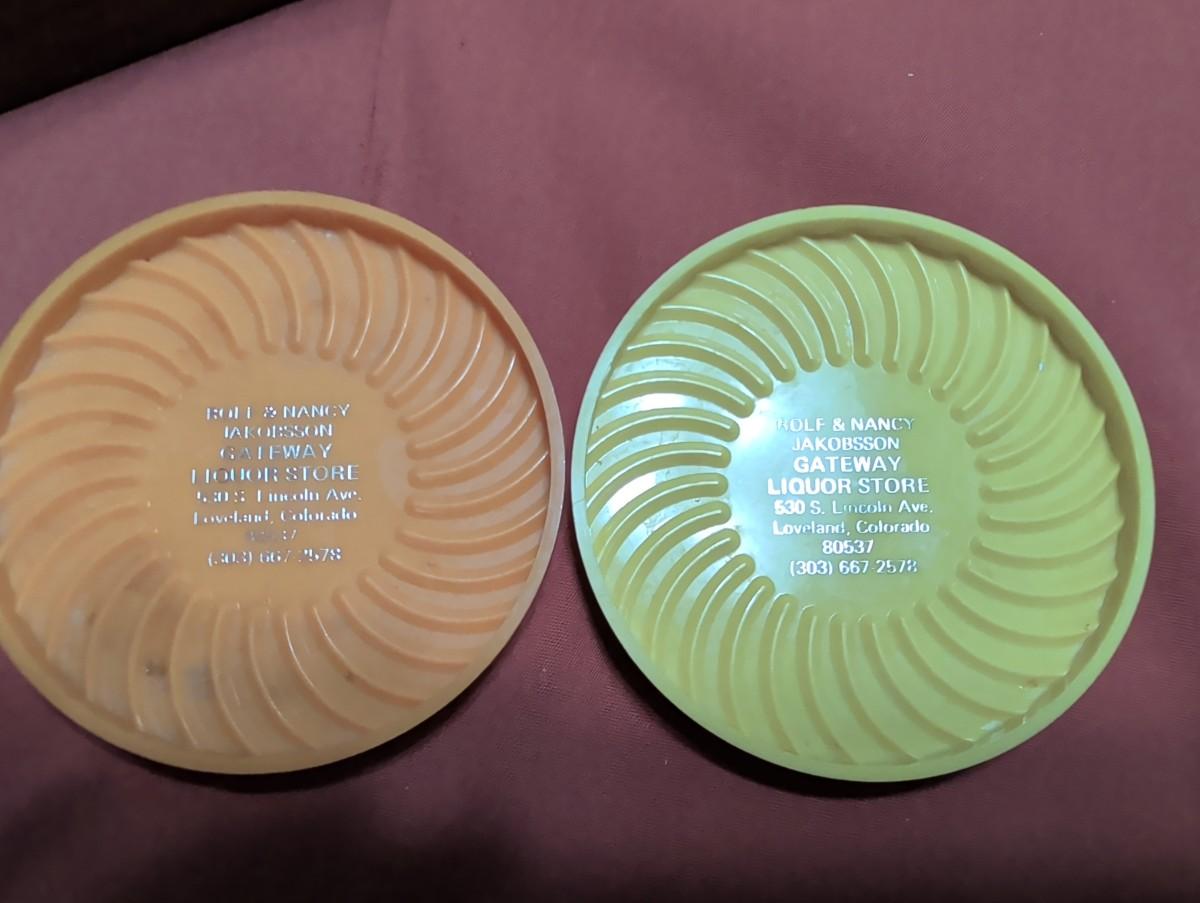 ROLF & NANCY
JAKOBSSON
GATEWAY
LIQUOR STORE
530 S. Lincoln Ave.
Loveland, Colorado
80537
(303) 667-2578
ROLF & NANCY
JAKOBSSON
GATEWAY
LIQUOR STORE
530 S. Lincoln Ave.
Loveland, Colorado
80537
(303) 667-2578